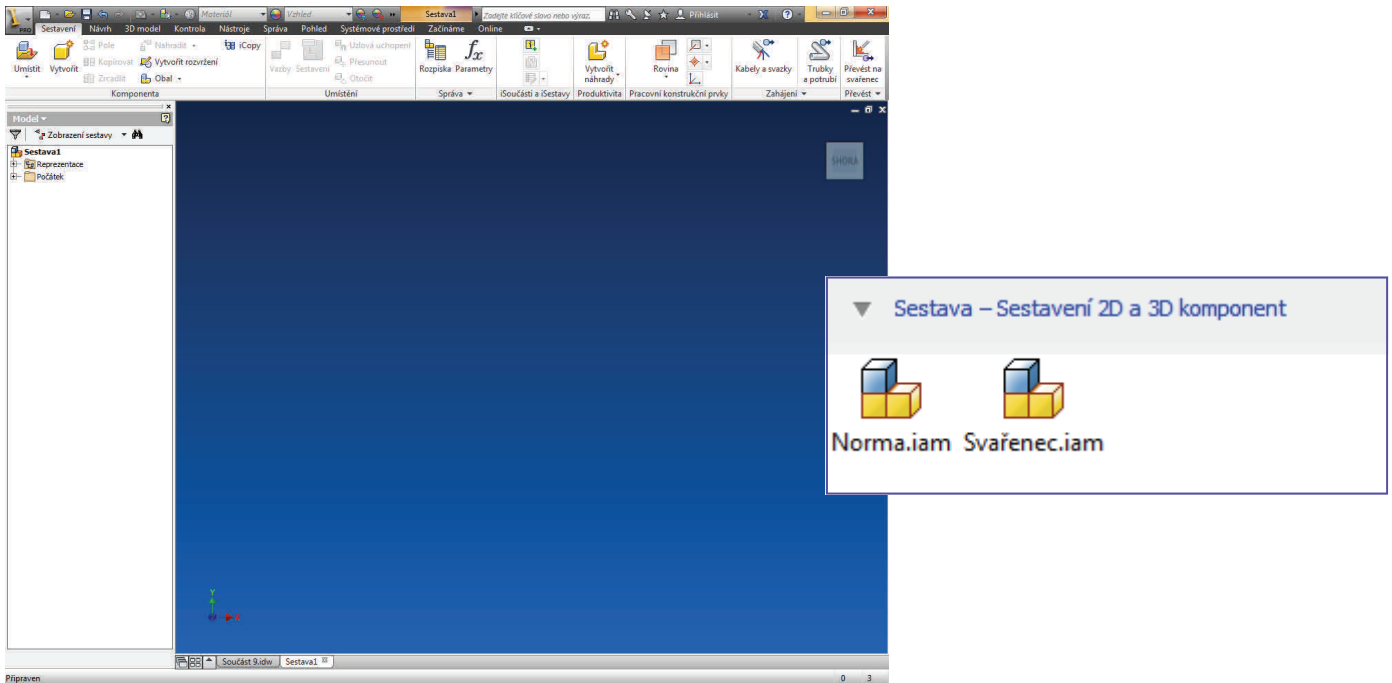 PRO
Materiál Vzhled Sestava1 Zadejte klíčové slovo nebo výraz. Přihlásit
Sestavení Návrh 3D model Kontrola Nástroje Správa Pohled Systémové prostředí Začínáme Online
Umístit Vytvořit
Pole Nahradit
Kopírovat Vytvořit rozvržení
Zrcadlit Obal
iCopy
Vazby Sestavení
Uzlová uchopení
Přesunout
Otočit
Rozpiska Parametry
Vytvořit náhrady
Rovina
Kabely a svazky
Trubky a potrubí
Převést na svařenec
Komponenta Umístění Správa iSoučásti a iSestavy Produktivita Pracovní konstrukční prvky Zahájení Převést
Model
Zobrazení sestavy
Sestava1
Reprezentace
Počátek
SHORA
Sestava – Sestavení 2D a 3D komponent
Norma.iam Svařenec.iam
Y
X
Součást 9.idw Sestava1
Připraven 0 3